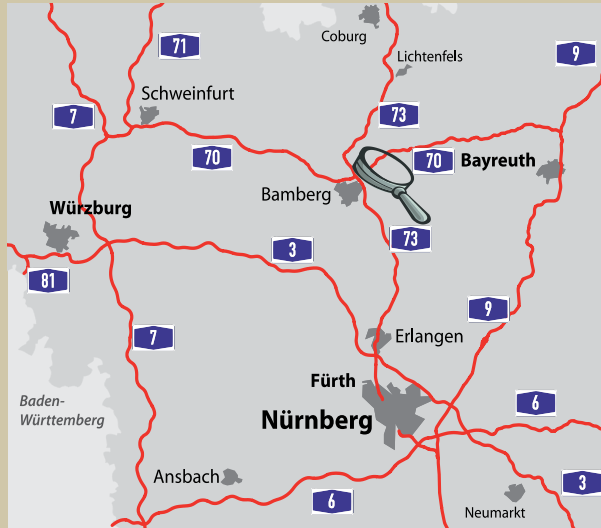 Coburg
71
9
Lichtenfels
Schweinfurt
7
73
70
70
Bayreuth
Bamberg
Würzburg
73
3
81
9
7
Erlangen
Fürth
Baden-
Württemberg
6
Nürnberg
Ansbach
3
6
Neumarkt